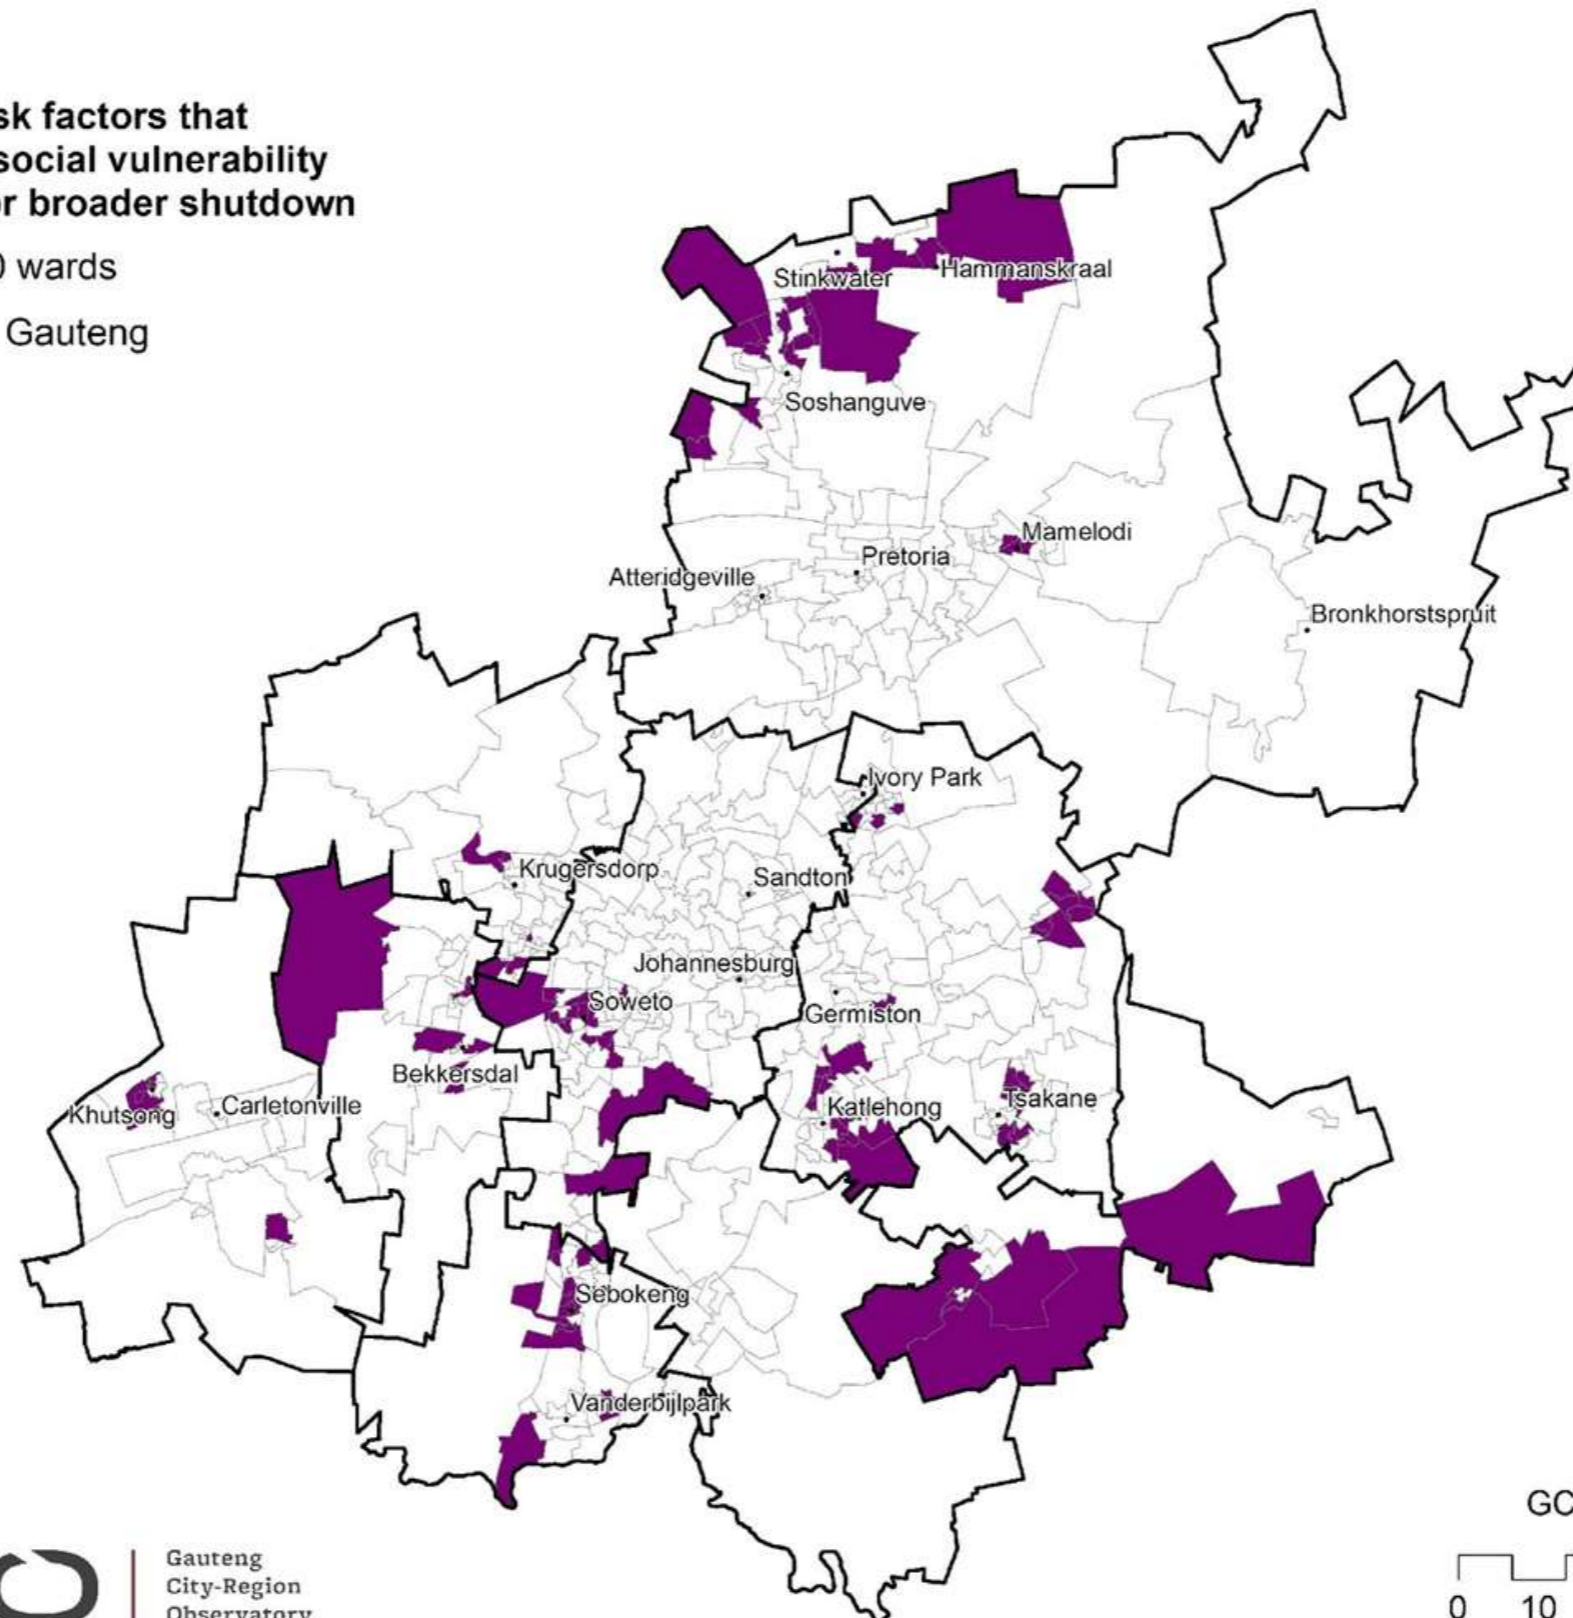 sk factors that
social vulnerability
r broader shutdown
0 wards
Gauteng
Stinkwater
Hammanskraal
Soshanguve
Mamelodi
Pretoria
Atteridgeville
Bronkhorstspruit
Ivory Park
Krugersdorp
Sandton
Johannesburg
Soweto
Germiston
Bekkersdal
Khutsong
Carletonville
Katlehong
Tsakane
Sebokeng
Vanderbijlpark
GC
0 10
Gauteng
City-Region
Observatory